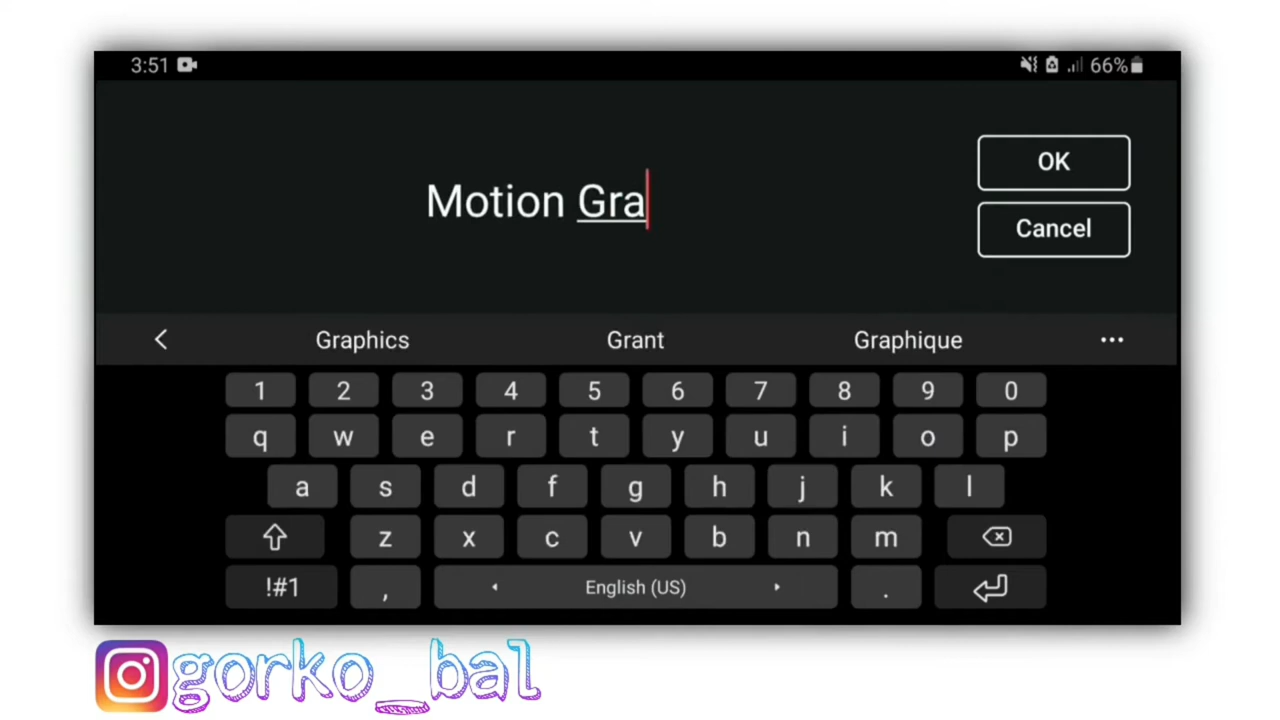 3:51 66%
Motion Gra
OK
Cancel
Graphics Grant Graphique ...
1 2 3 4 5 6 7 8 9 0
q w e r t y u i o p
a s d f g h j k l
z x c v b n m
!#1 , English (US) .
gorko_bal